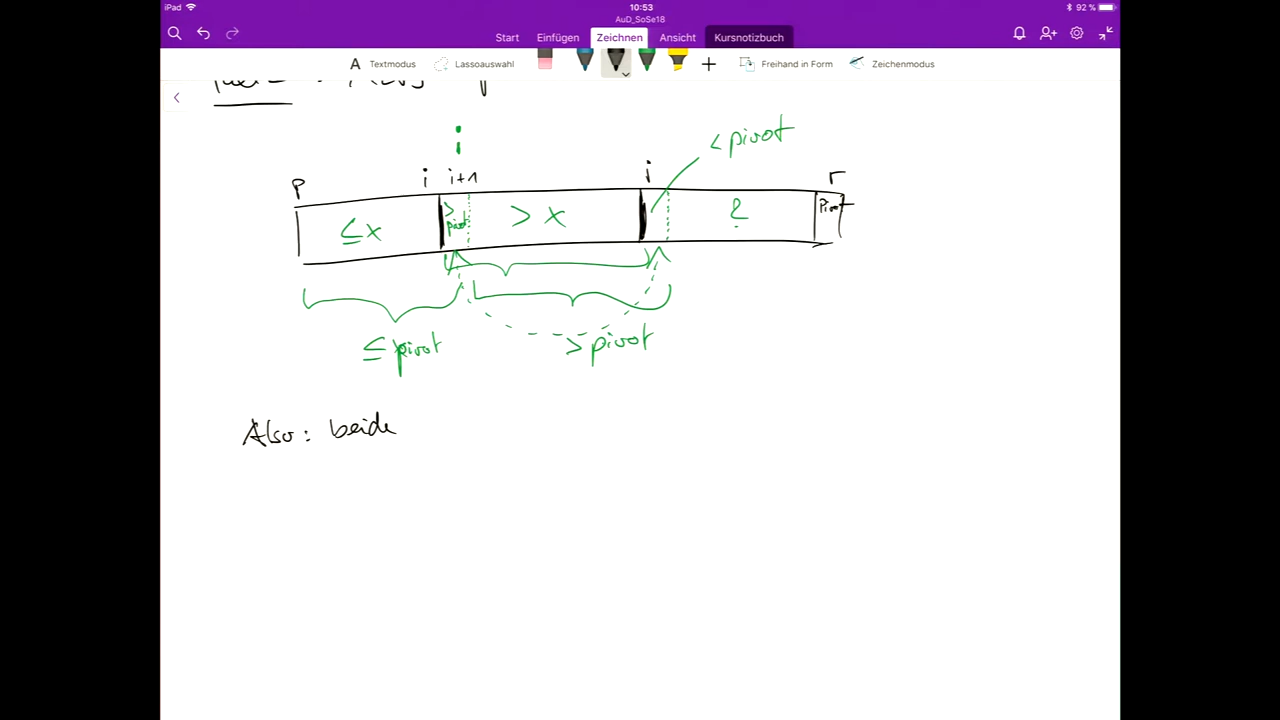 iPad 10:53 92 %
AuD_SoSe18
Start Einfügen Zeichnen Ansicht Kursnotizbuch
A Textmodus Lassoauswahl Freihand in Form Zeichenmodus
i < pivot
p i i+1 i r
≤ x > pivot > x ? Pivot
≤ pivot > pivot
Also: beide